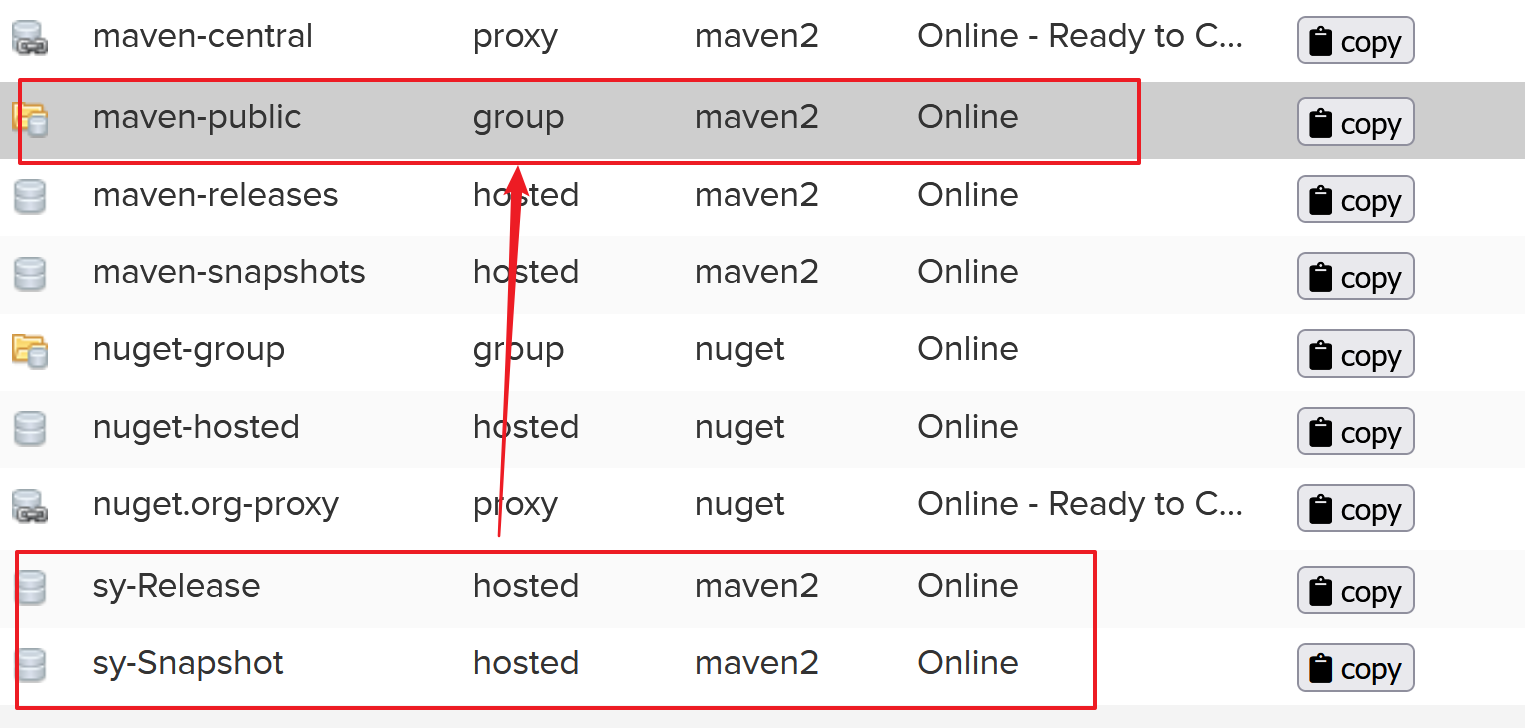 maven-central proxy maven2 Online - Ready to C... copy
maven-public group maven2 Online copy
maven-releases hosted maven2 Online copy
maven-snapshots hosted maven2 Online copy
nuget-group group nuget Online copy
nuget-hosted hosted nuget Online copy
nuget.org-proxy proxy nuget Online - Ready to C... copy
sy-Release hosted maven2 Online copy
sy-Snapshot hosted maven2 Online copy